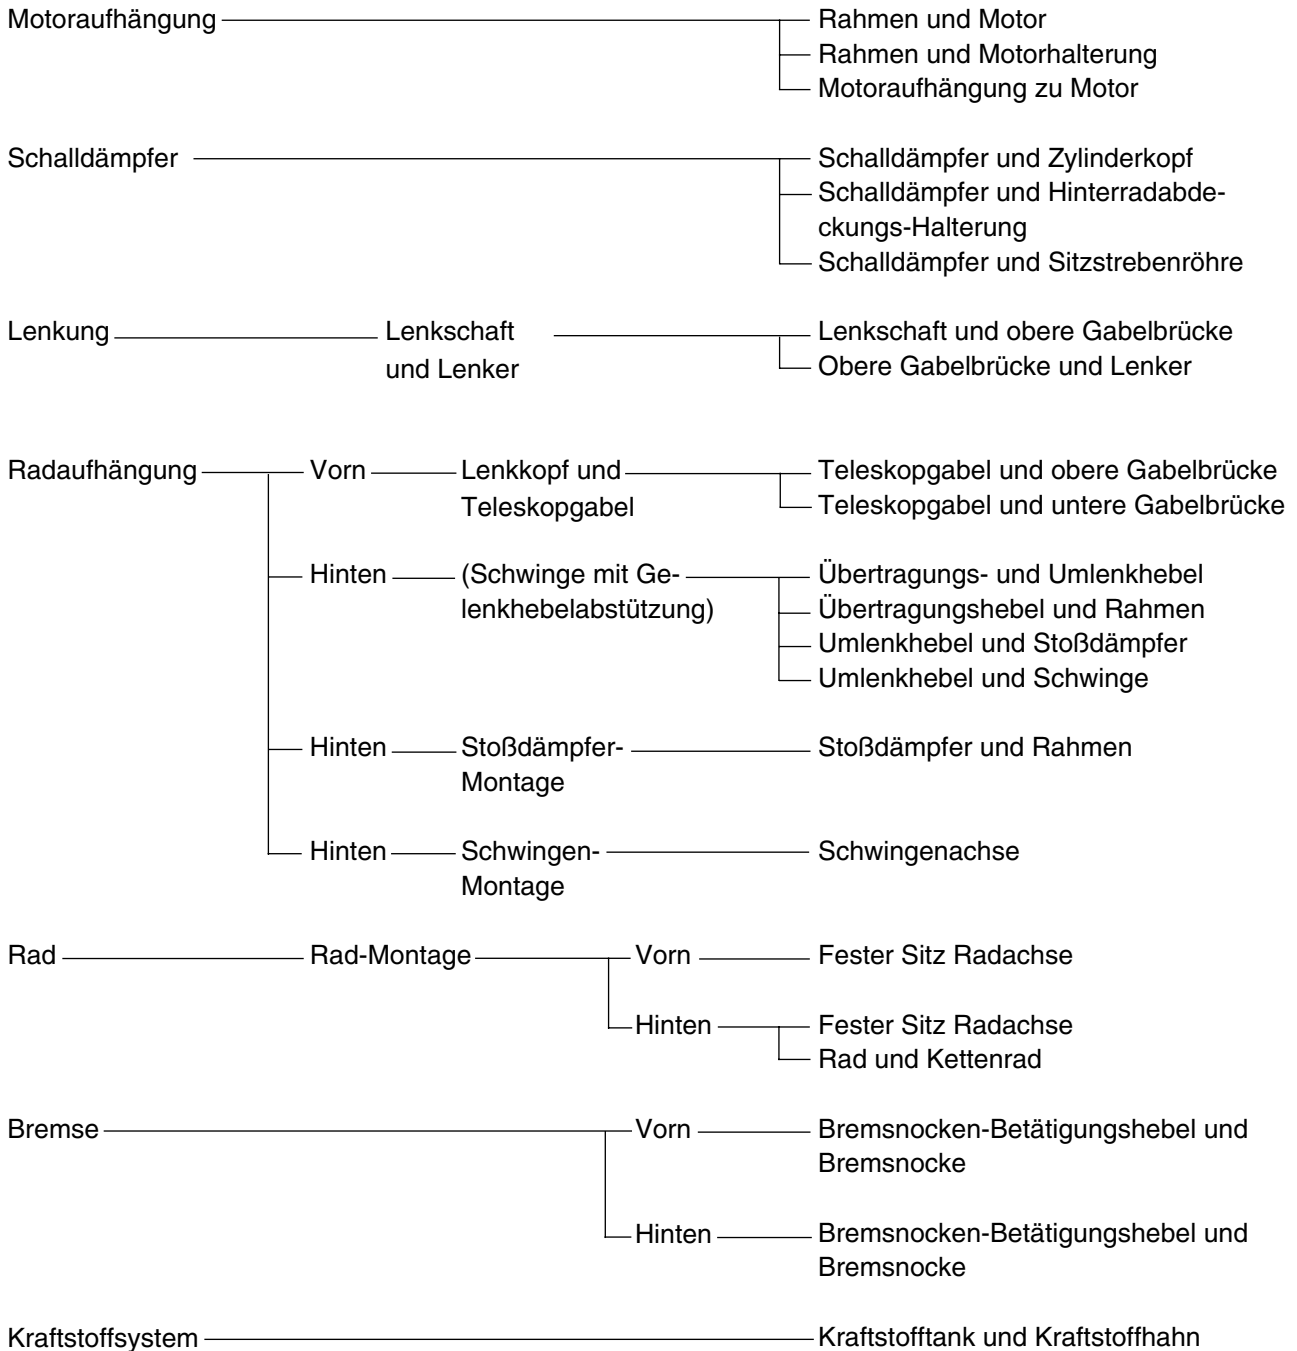 Motoraufhängung Rahmen und Motor
Rahmen und Motorhalterung
Motoraufhängung zu Motor
Schalldämpfer Schalldämpfer und Zylinderkopf
Schalldämpfer und Hinterradabde-
ckungs-Halterung
Schalldämpfer und Sitzstrebenröhre
Lenkung Lenkschaft Lenkschaft und obere Gabelbrücke
und Lenker Obere Gabelbrücke und Lenker
Radaufhängung Vorn Lenkkopf und Teleskopgabel und obere Gabelbrücke
Teleskopgabel Teleskopgabel und untere Gabelbrücke
Hinten (Schwinge mit Ge- Übertragungs- und Umlenkhebel
lenkhebelabstützung) Übertragungshebel und Rahmen
Umlenkhebel und Stoßdämpfer
Umlenkhebel und Schwinge
Hinten Stoßdämpfer- Stoßdämpfer und Rahmen
Montage
Hinten Schwingen- Schwingenachse
Montage
Rad Rad-Montage Vorn Fester Sitz Radachse
Hinten Fester Sitz Radachse
Rad und Kettenrad
Bremse Vorn Bremsnocken-Betätigungshebel und
Bremsnocke
Hinten Bremsnocken-Betätigungshebel und
Bremsnocke
Kraftstoffsystem Kraftstofftank und Kraftstoffhahn